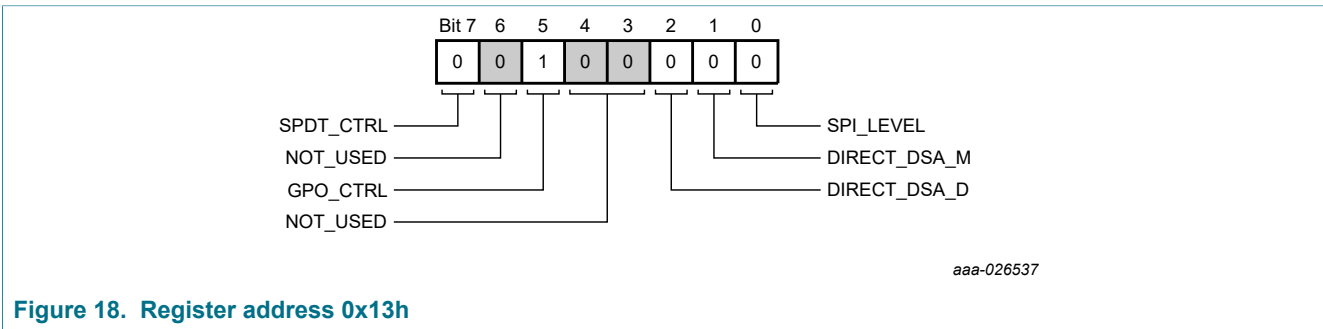 Bit 7 6 5 4 3 2 1 0
0 0 1 0 0 0 0 0
SPDT_CTRL SPI_LEVEL
NOT_USED DIRECT_DSA_M
GPO_CTRL DIRECT_DSA_D
NOT_USED
aaa-026537
Figure 18. Register address 0x13h